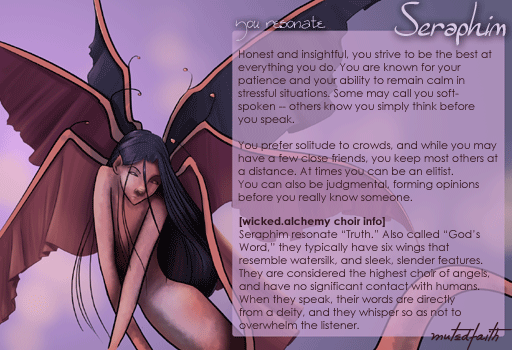 you resonate
Seraphim
Honest and insightful, you strive to be the best at
everything you do. You are known for your
patience and your ability to remain calm in
stressful situations. Some may call you soft-
spoken -- others know you simply think before
you speak.
You prefer solitude to crowds, and while you may
have a few close friends, you keep most others at
a distance. At times you can be an elitist.
You can also be judgmental, forming opinions
before you really know someone.
[wicked.alchemy choir info]
Seraphim resonate “Truth.” Also called “God’s
Word,” they typically have six wings that
resemble watersilk, and sleek, slender features.
They are considered the highest choir of angels,
and have no significant contact with humans.
When they speak, their words are directly
from a deity, and they whisper so as not to
overwhelm the listener.
mutedfaith